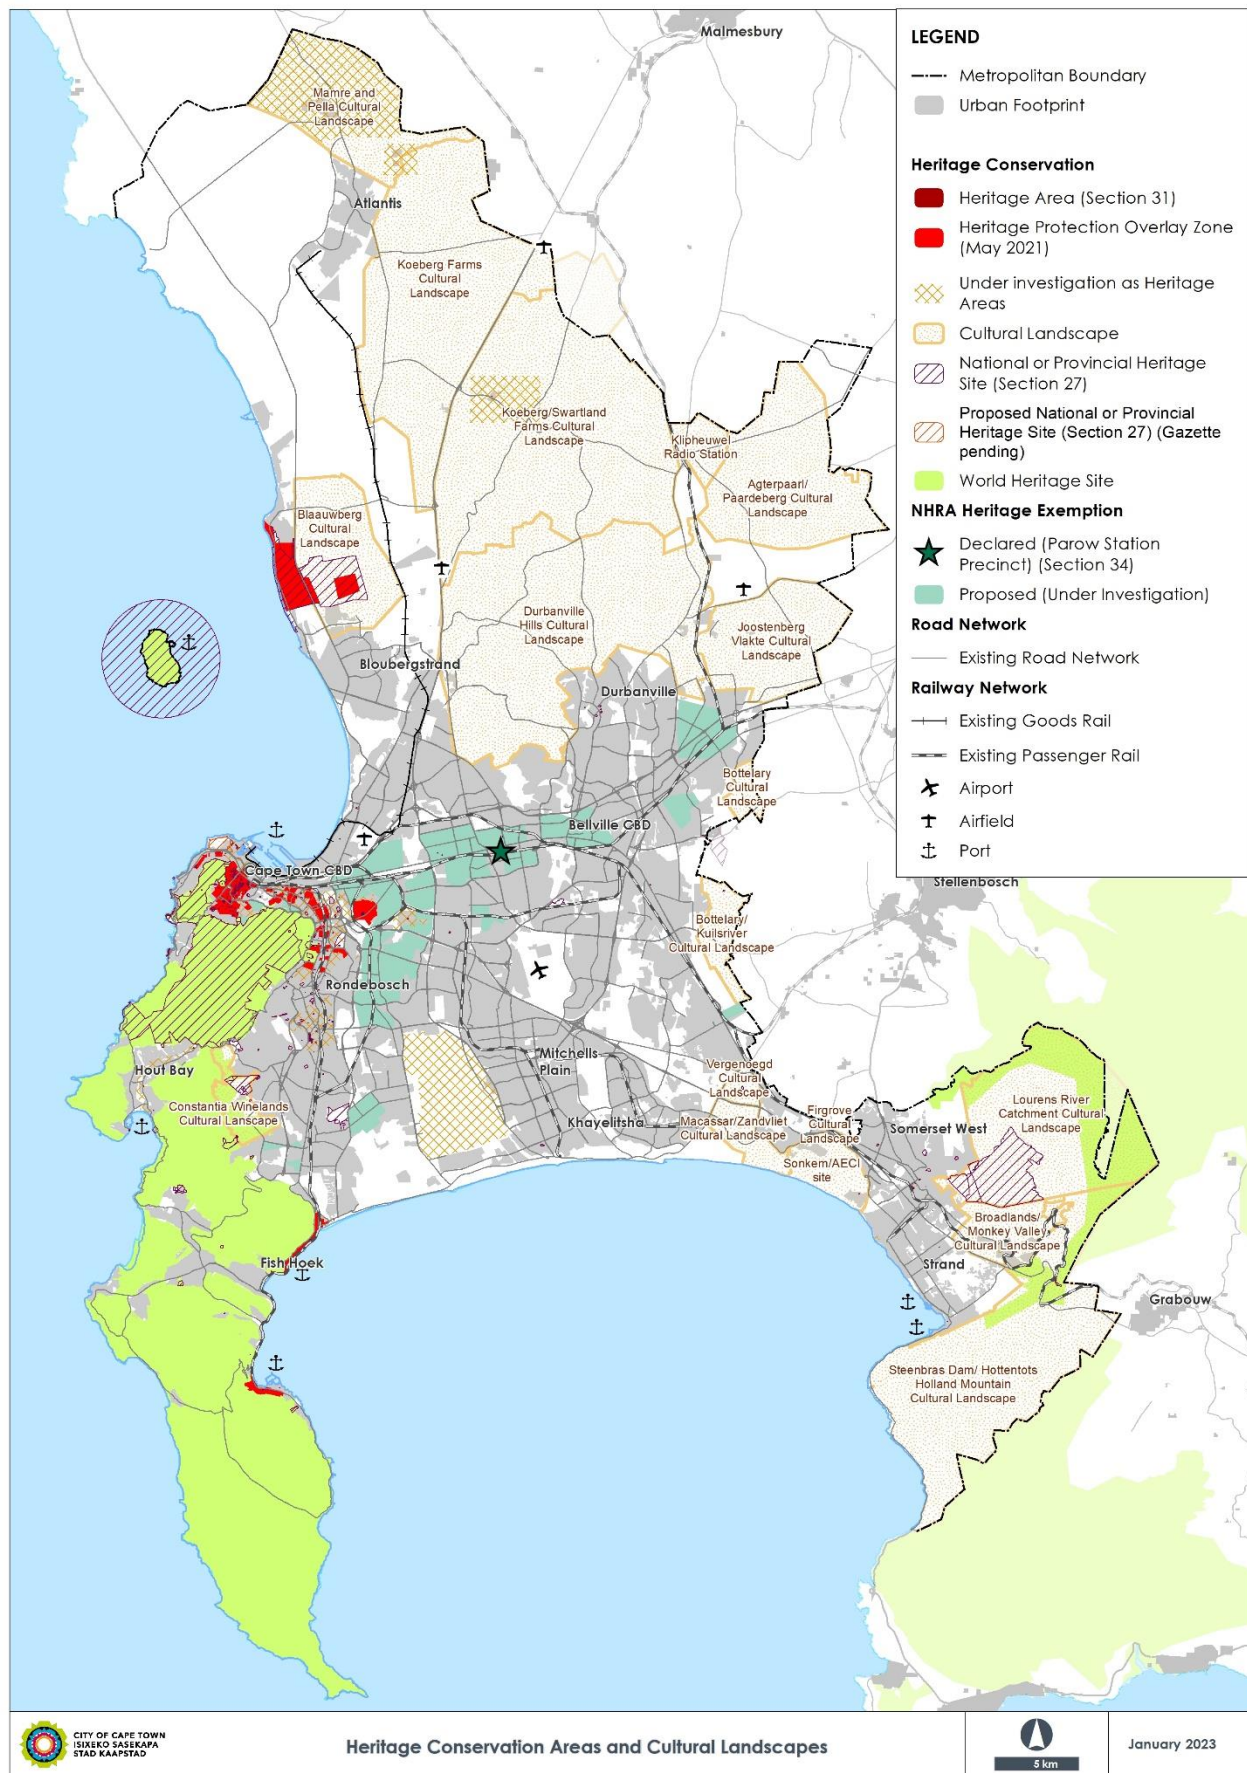 Malmesbury
Mamre and
Pella Cultural
Landscape
Atlantis
Koeberg Farms
Cultural
Landscape
Koeberg/Swartland
Farms Cultural
Landscape
Klipheuwel
Radio Station
Agterpaarl/
Paardeberg Cultural
Landscape
Blaauwberg
Cultural
Landscape
Durbanville
Hills Cultural
Landscape
Joostenberg
Vlakte Cultural
Landscape
Bloubergstrand
Durbanville
Bottelary
Cultural
Landscape
Bellville CBD
Cape Town CBD
Stellenbosch
Bottelary/
Kuilsriver
Cultural Landscape
Rondebosch
Mitchells
Plain
Hout Bay
Vergenoegd
Cultural
Landscape
Constantia Winelands
Cultural Lanscape
Khayelitsha
Macassar/Zandvliet
Cultural Landscape
Firgrove
Cultural
Landscape
Somerset West
Lourens River
Catchment Cultural
Landscape
Sonkem/AECI
site
Broadlands/
Monkey Valley
Cultural Landscape
Fish Hoek
Strand
Grabouw
Steenbras Dam/ Hottentots
Holland Mountain
Cultural Landscape
LEGEND
Metropolitan Boundary
Urban Footprint
Heritage Conservation
Heritage Area (Section 31)
Heritage Protection Overlay Zone
(May 2021)
Under investigation as Heritage
Areas
Cultural Landscape
National or Provincial Heritage
Site (Section 27)
Proposed National or Provincial
Heritage Site (Section 27) (Gazette
pending)
World Heritage Site
NHRA Heritage Exemption
Declared (Parow Station
Precinct) (Section 34)
Proposed (Under Investigation)
Road Network
Existing Road Network
Railway Network
Existing Goods Rail
Existing Passenger Rail
Airport
Airfield
Port
CITY OF CAPE TOWN
ISIXEKO SASEKAPA
STAD KAAPSTAD
Heritage Conservation Areas and Cultural Landscapes
5 km
January 2023